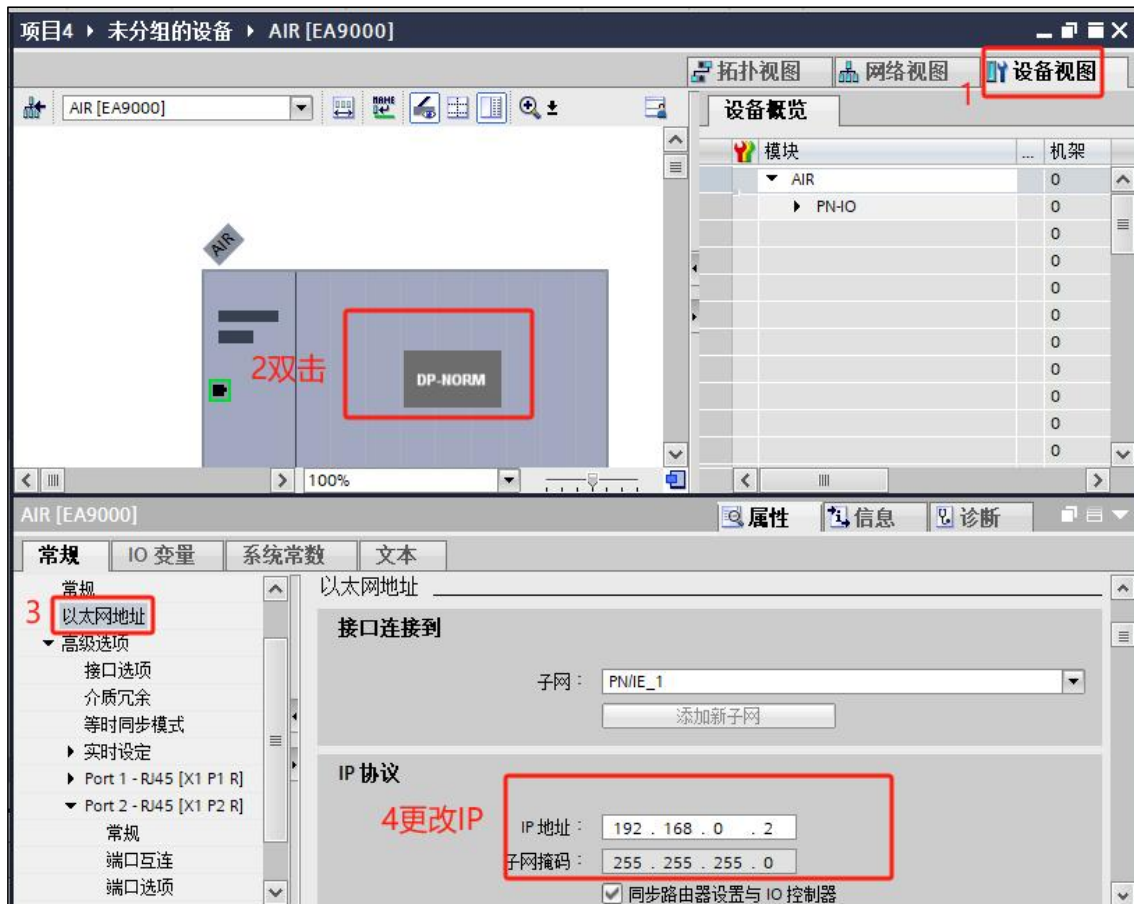 项目4 ▸ 未分组的设备 ▸ AIR [EA9000]
拓扑视图 网络视图 设备视图
1
AIR [EA9000]
设备概览
模块 ... 机架
AIR 0
PN-IO 0
0
0
0
0
0
0
0
0
0
AIR
2双击
DP-NORM
100%
AIR [EA9000]
属性 信息 诊断
常规 IO 变量 系统常数 文本
常规
3 以太网地址
高级选项
接口选项
介质冗余
等时同步模式
实时设定
Port 1 - RJ45 [X1 P1 R]
Port 2 - RJ45 [X1 P2 R]
常规
端口互连
端口选项
以太网地址
接口连接到
子网： PN/IE_1
添加新子网
IP 协议
4更改IP
IP 地址： 192 . 168 . 0 . 2
子网掩码： 255 . 255 . 255 . 0
同步路由器设置与 IO 控制器